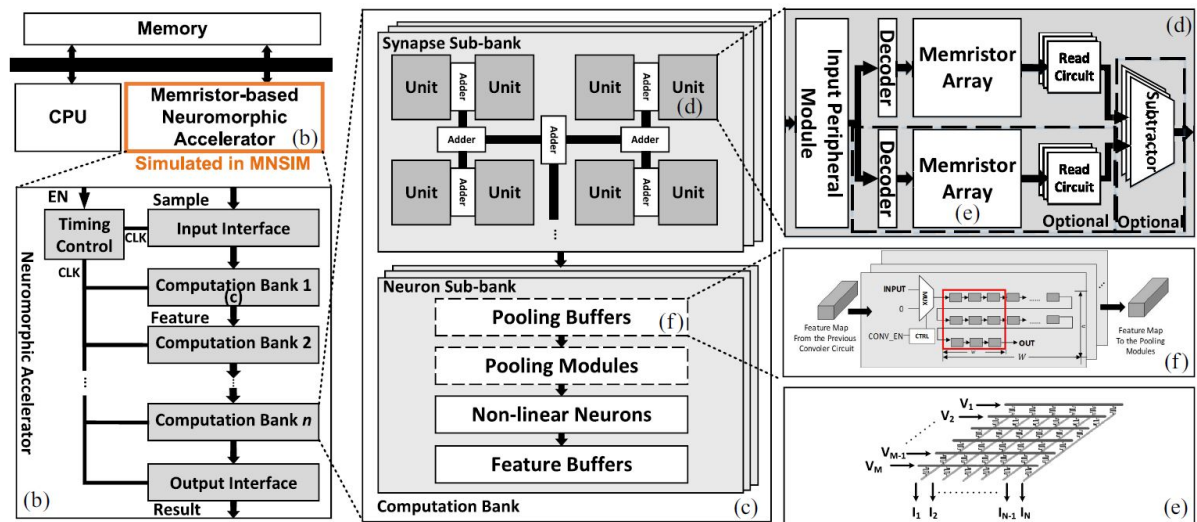 Memory
CPU
Memristor-based
Neuromorphic
Accelerator
(b)
Simulated in MNSIM
EN
Sample
Timing
Control
CLK
Input Interface
CLK
Computation Bank 1
(c)
Feature
Computation Bank 2
Computation Bank n
Output Interface
Result
Neuromorphic Accelerator
(b)
Synapse Sub-bank
Unit
Adder
Unit
Unit
Adder
Unit
(d)
Adder
Adder
Adder
Unit
Adder
Unit
Unit
Adder
Unit
Neuron Sub-bank
Pooling Buffers
(f)
Pooling Modules
Non-linear Neurons
Feature Buffers
Computation Bank
(c)
(d)
Input Peripheral
Module
Decoder
Memristor
Array
Read
Circuit
Subtractor
Decoder
Memristor
Array
(e)
Read
Circuit
Optional
Optional
INPUT
MUX
0
CONV_EN
CTRL
OUT
w
W
Feature Map
From the Previous
Convoler Circuit
Feature Map
To the Pooling
Modules
(f)
V1
V2
VM-1
VM
I1 I2 IN-1 IN
(e)